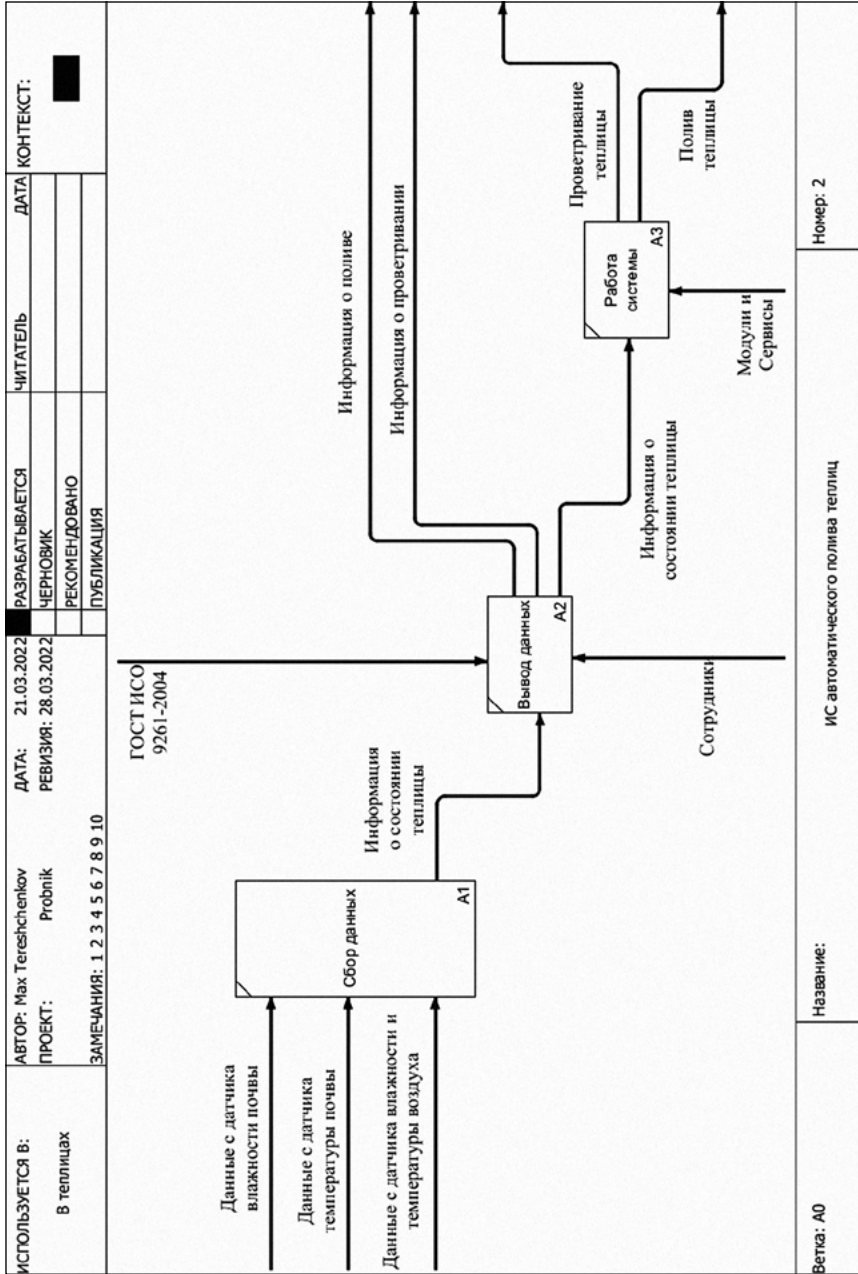 ИСПОЛЬЗУЕТСЯ В:
В теплицах
АВТОР: Max Tereshchenkov
ПРОЕКТ: Probnik
ЗАМЕЧАНИЯ: 1 2 3 4 5 6 7 8 9 10
ДАТА: 21.03.2022
РЕВИЗИЯ: 28.03.2022
РАЗРАБАТЫВАЕТСЯ
ЧЕРНОВИК
РЕКОМЕНДОВАНО
ПУБЛИКАЦИЯ
ЧИТАТЕЛЬ
ДАТА
КОНТЕКСТ:
Данные с датчика
влажности почвы
Данные с датчика
температуры почвы
Данные с датчика влажности и
температуры воздуха
Сбор данных
A1
Информация
о состоянии
теплицы
ГОСТ ИСО
9261-2004
Вывод данных
A2
Сотрудники
Информация о поливе
Информация о проветривании
Информация о
состоянии теплицы
Работа
системы
A3
Модули и
Сервисы
Проветривание
теплицы
Полив
теплицы
Ветка: A0
Название:
ИС автоматического полива теплиц
Номер: 2